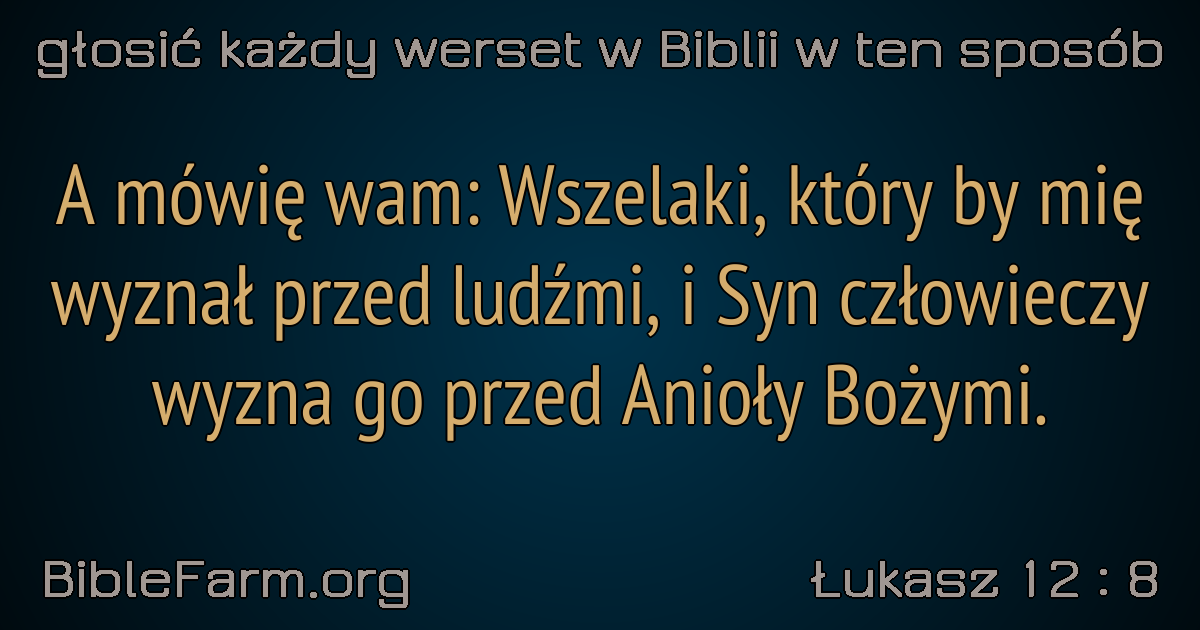 głosić każdy werset w Biblii w ten sposób
A mówię wam: Wszelaki, który by mię
wyznał przed ludźmi, i Syn człowieczy
wyzna go przed Anioły Bożymi.
BibleFarm.org
Łukasz 12 : 8